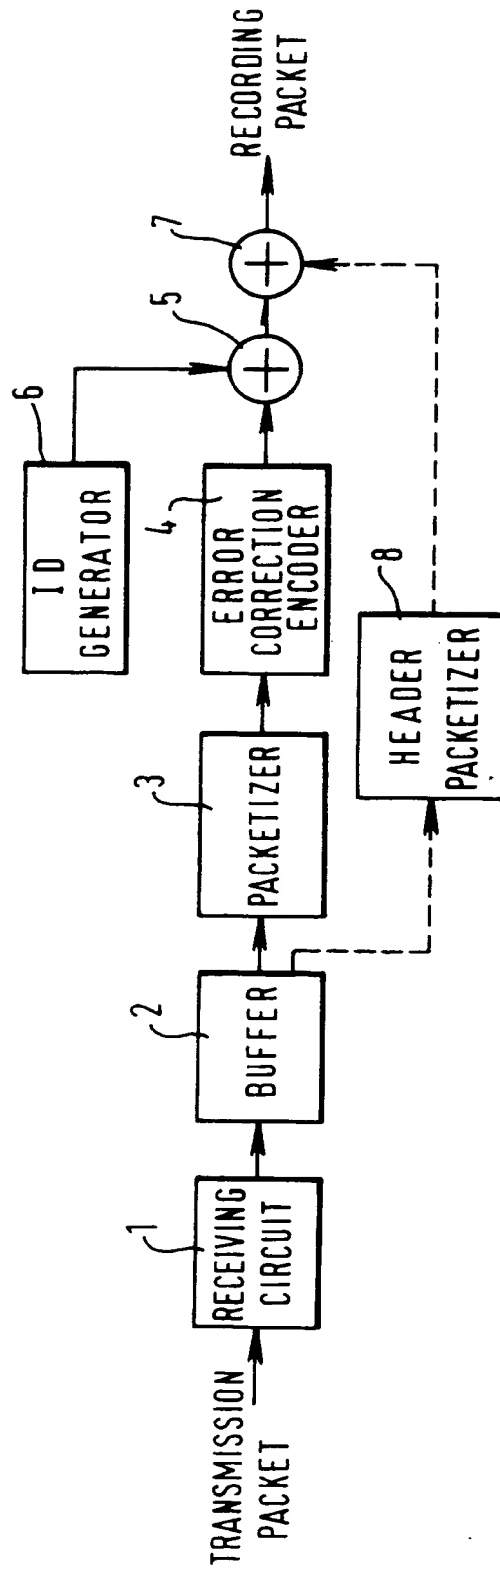 TRANSMISSION
PACKET
1
RECEIVING
CIRCUIT
2
BUFFER
3
PACKETIZER
4
ERROR
CORRECTION
ENCODER
6
ID
GENERATOR
5
7
RECORDING
PACKET
8
HEADER
PACKETIZER